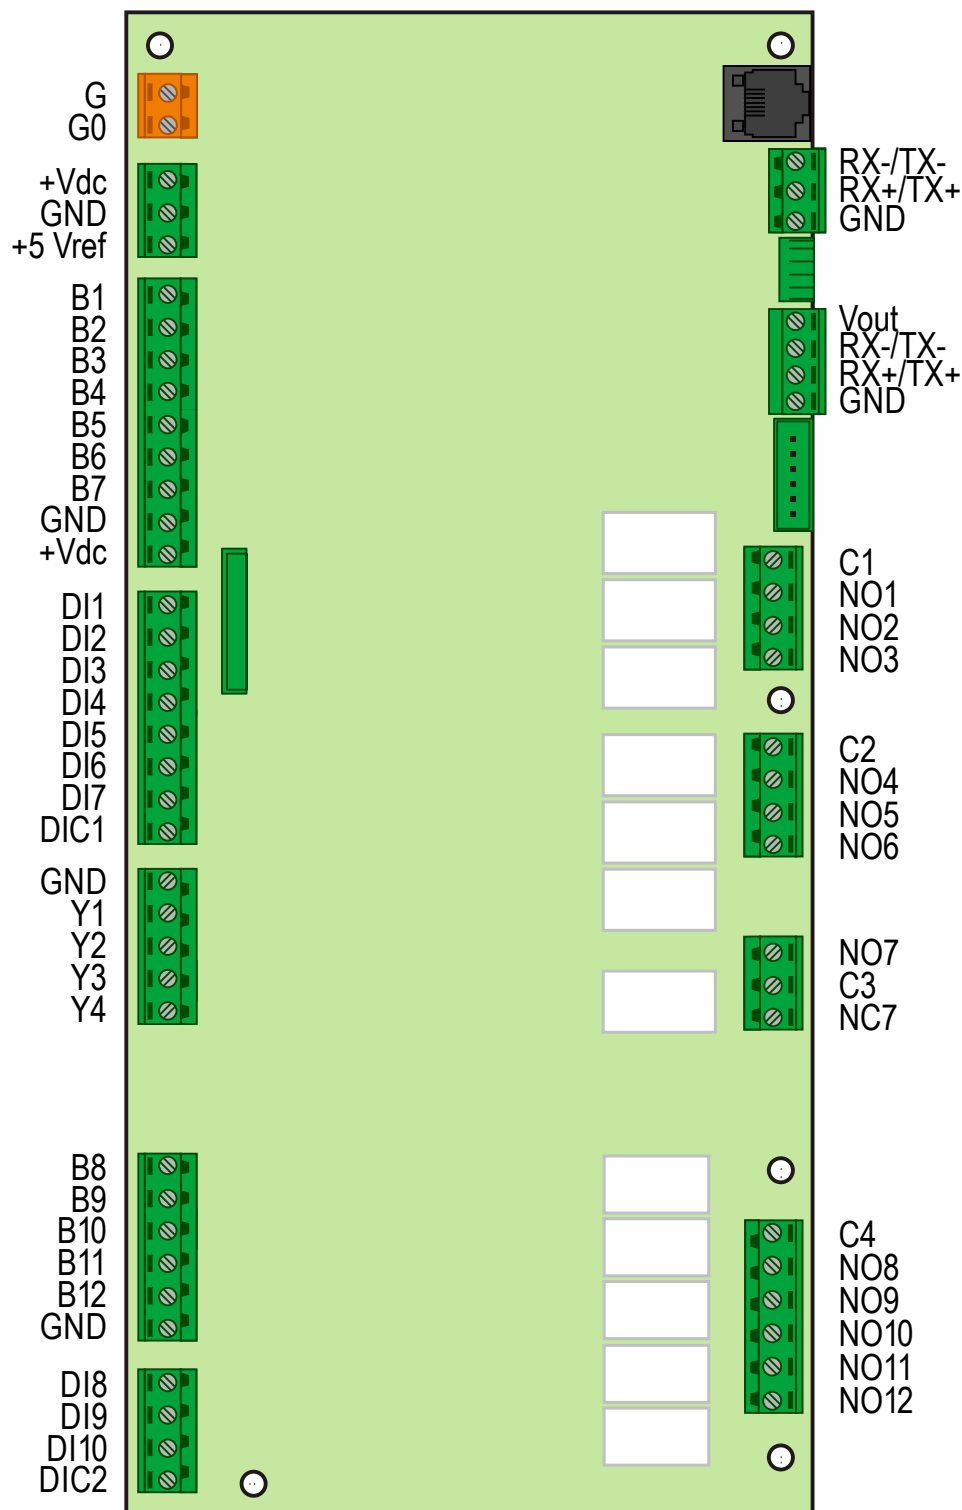 G
G0
+Vdc
GND
+5 Vref
B1
B2
B3
B4
B5
B6
B7
GND
+Vdc
DI1
DI2
DI3
DI4
DI5
DI6
DI7
DIC1
GND
Y1
Y2
Y3
Y4
B8
B9
B10
B11
B12
GND
DI8
DI9
DI10
DIC2
RX-/TX-
RX+/TX+
GND
Vout
RX-/TX-
RX+/TX+
GND
C1
NO1
NO2
NO3
C2
NO4
NO5
NO6
NO7
C3
NC7
C4
NO8
NO9
NO10
NO11
NO12